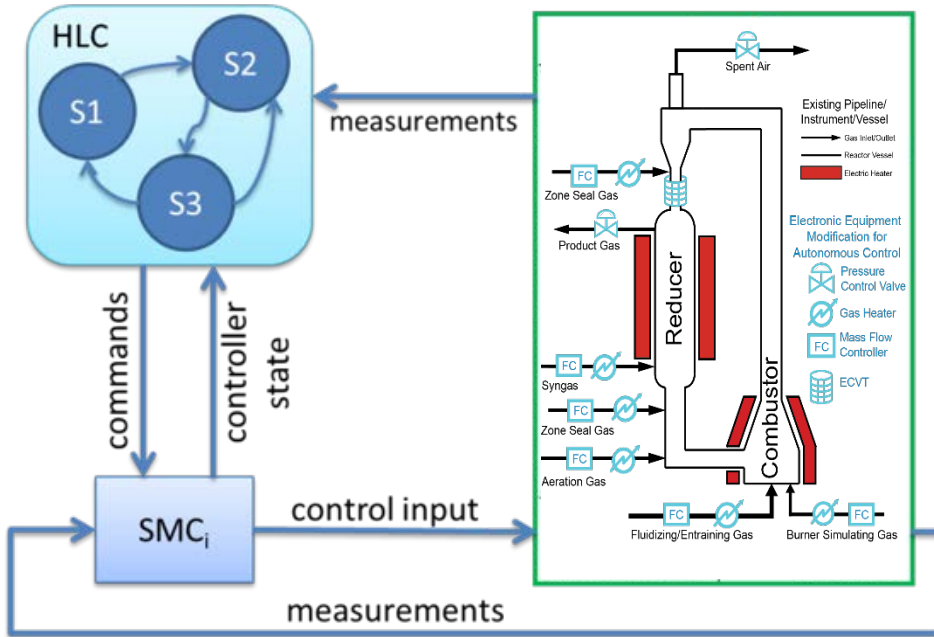 HLC
S1
S2
S3
measurements
commands
controller
state
SMCi
control input
measurements
Spent Air
Existing Pipeline/
Instrument/Vessel
Gas Inlet/Outlet
Reactor Vessel
Electric Heater
FC
Zone Seal Gas
Product Gas
Electronic Equipment
Modification for
Autonomous Control
Pressure
Control Valve
Gas Heater
FC
Mass Flow
Controller
ECVT
Reducer
Combustor
FC
Syngas
FC
Zone Seal Gas
FC
Aeration Gas
FC
Fluidizing/Entraining Gas
FC
Burner Simulating Gas